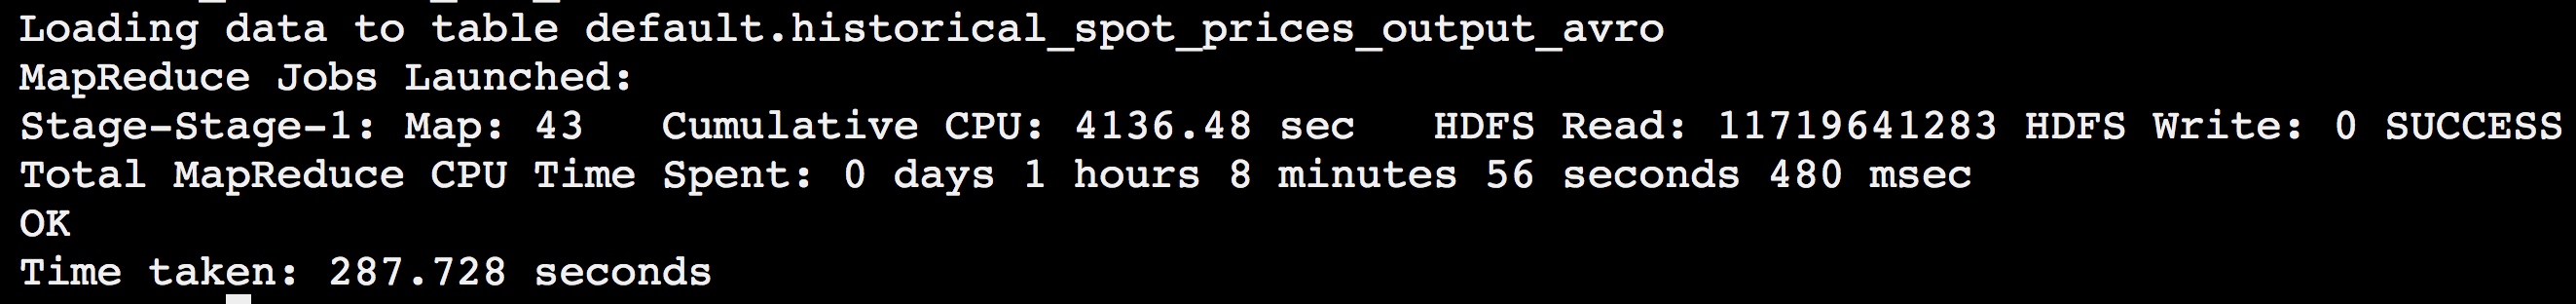 Loading data to table default.historical_spot_prices_output_avro
MapReduce Jobs Launched:
Stage-Stage-1: Map: 43   Cumulative CPU: 4136.48 sec   HDFS Read: 11719641283 HDFS Write: 0 SUCCESS
Total MapReduce CPU Time Spent: 0 days 1 hours 8 minutes 56 seconds 480 msec
OK
Time taken: 287.728 seconds